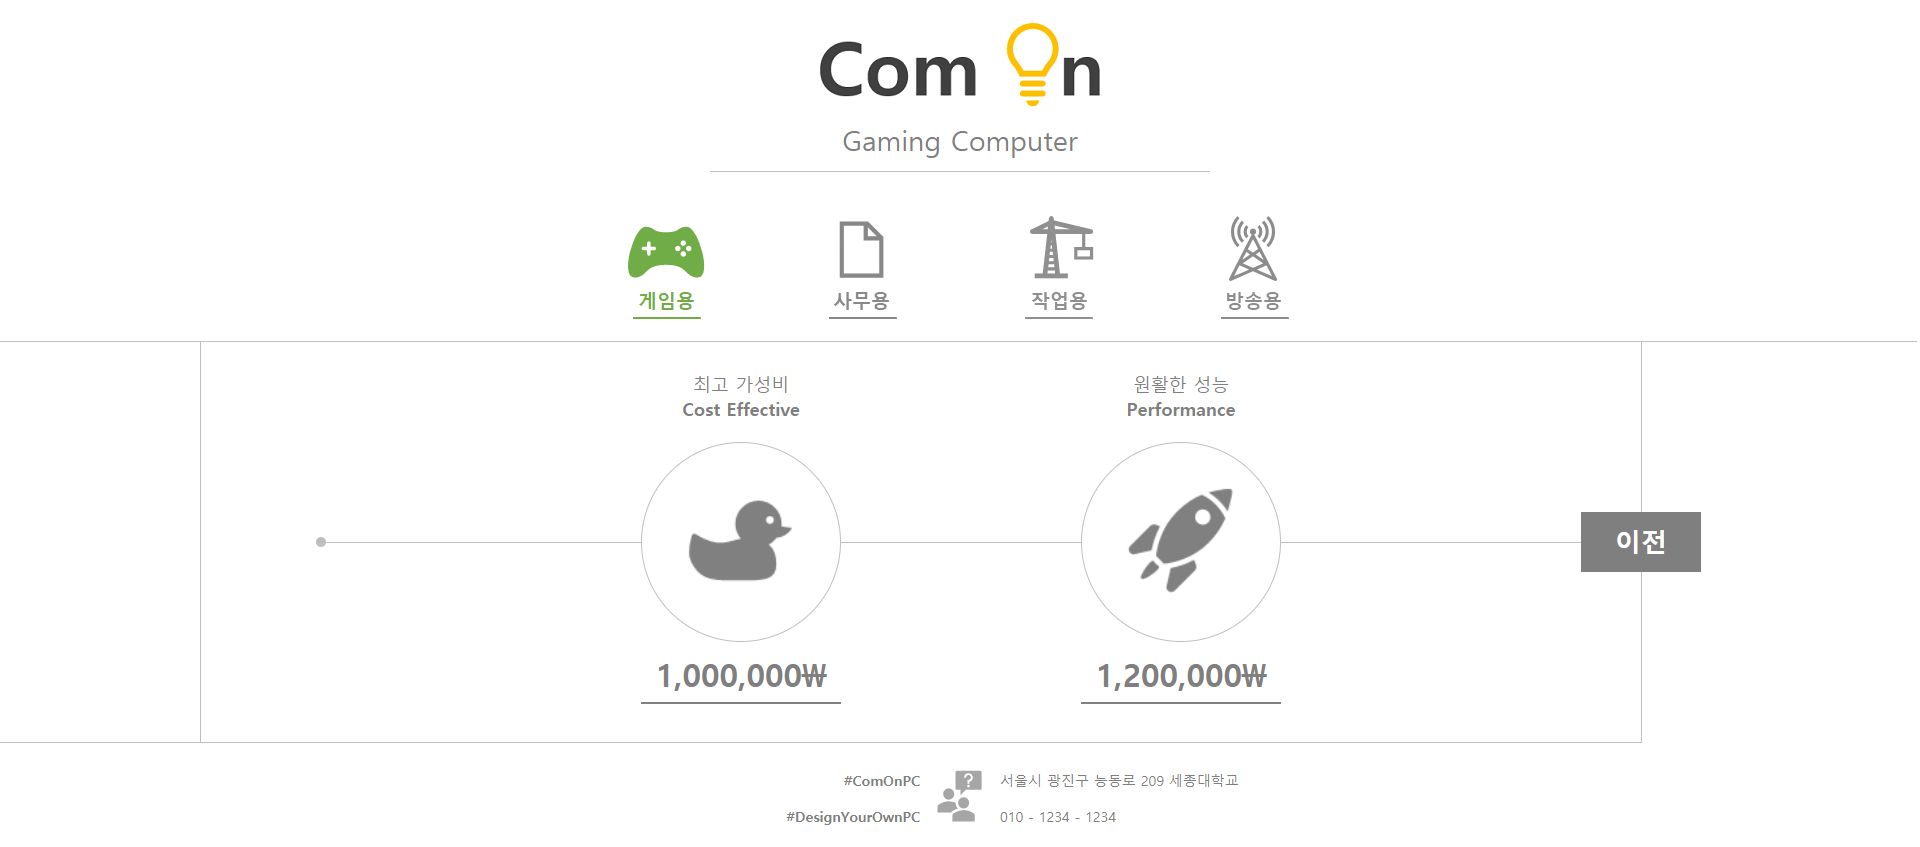 Com n
Gaming Computer
게임용
사무용
작업용
방송용
최고 가성비
Cost Effective
원활한 성능
Performance
이전
1,000,000₩
1,200,000₩
#ComOnPC
?
서울시 광진구 능동로 209 세종대학교
#DesignYourOwnPC
010 - 1234 - 1234